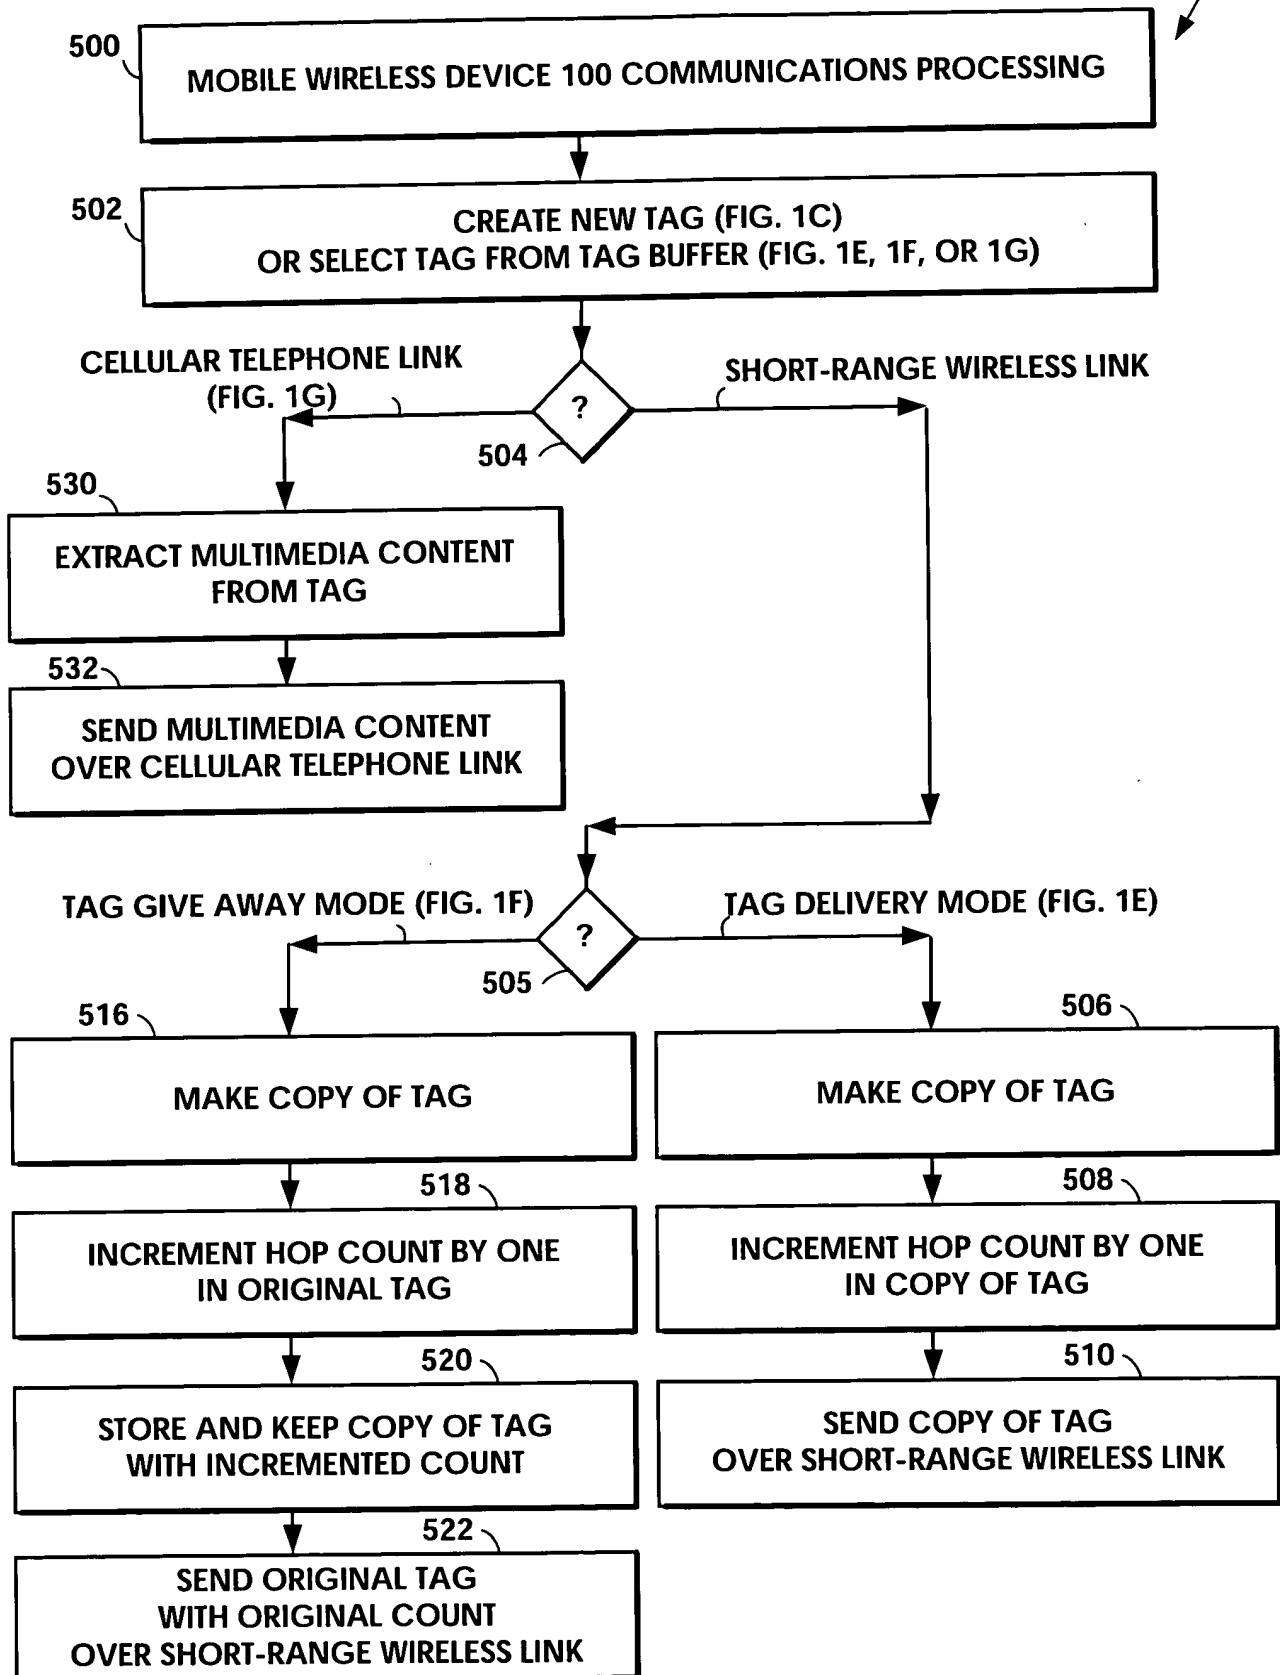 500
MOBILE WIRELESS DEVICE 100 COMMUNICATIONS PROCESSING
502
CREATE NEW TAG (FIG. 1C)
OR SELECT TAG FROM TAG BUFFER (FIG. 1E, 1F, OR 1G)
CELLULAR TELEPHONE LINK
(FIG. 1G)
SHORT-RANGE WIRELESS LINK
?
504
530
EXTRACT MULTIMEDIA CONTENT
FROM TAG
532
SEND MULTIMEDIA CONTENT
OVER CELLULAR TELEPHONE LINK
TAG GIVE AWAY MODE (FIG. 1F)
TAG DELIVERY MODE (FIG. 1E)
?
505
516
MAKE COPY OF TAG
518
INCREMENT HOP COUNT BY ONE
IN ORIGINAL TAG
520
STORE AND KEEP COPY OF TAG
WITH INCREMENTED COUNT
522
SEND ORIGINAL TAG
WITH ORIGINAL COUNT
OVER SHORT-RANGE WIRELESS LINK
506
MAKE COPY OF TAG
508
INCREMENT HOP COUNT BY ONE
IN COPY OF TAG
510
SEND COPY OF TAG
OVER SHORT-RANGE WIRELESS LINK